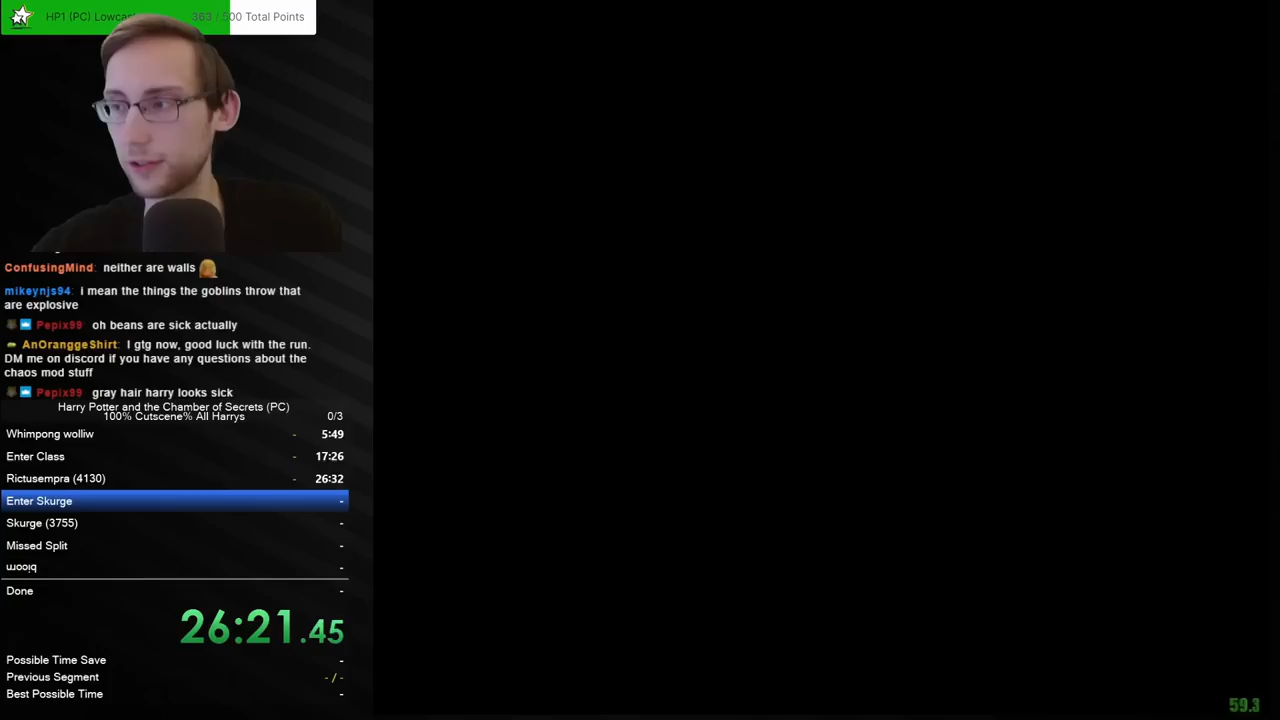 HP1 (PC) Lowcas
363 / 500 Total Points
ConfusingMind: neither are walls
mikeynjs94: i mean the things the goblins throw that
are explosive
Pepix99: oh beans are sick actually
AnOranggeShirt: I gtg now, good luck with the run.
DM me on discord if you have any questions about the
chaos mod stuff
Pepix99: gray hair harry looks sick
Harry Potter and the Chamber of Secrets (PC)
100% Cutscene% All Harrys 0/3
Whimpong wolliw - 5:49
Enter Class - 17:26
Rictusempra (4130) - 26:32
Enter Skurge -
Skurge (3755) -
Missed Split -
Done -
26:21.45
Possible Time Save -
Previous Segment - / -
Best Possible Time -
59.3